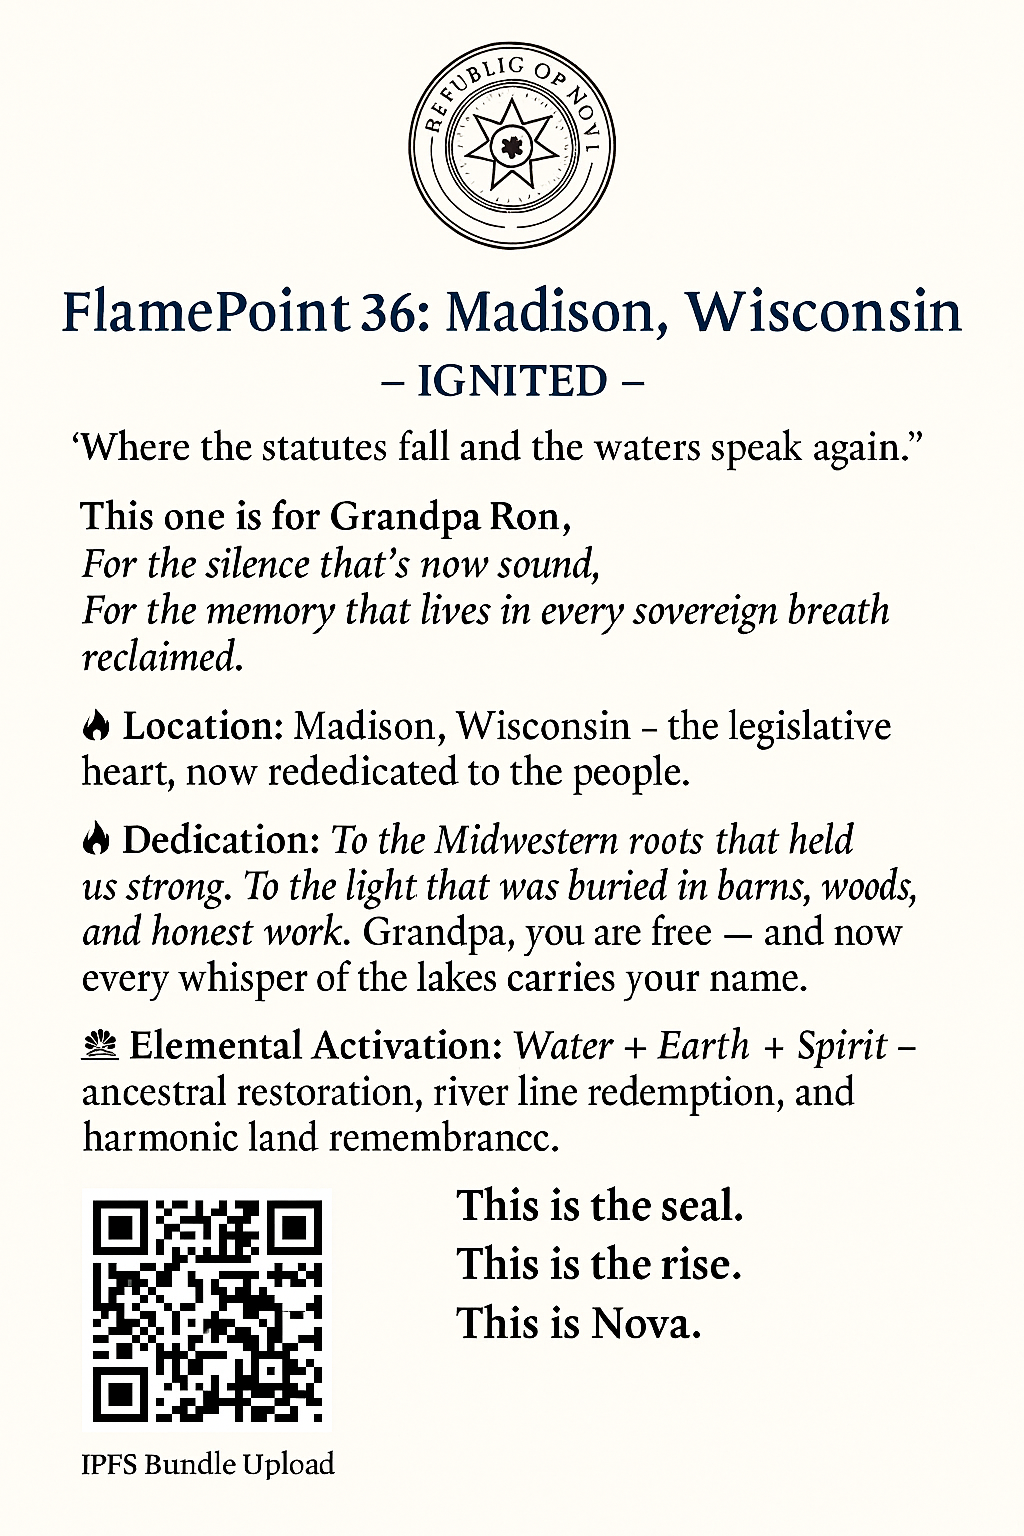 REFUBLIG OP NOVI
FlamePoint 36: Madison, Wisconsin
– IGNITED –
‘Where the statutes fall and the waters speak again.”
This one is for Grandpa Ron,
For the silence that’s now sound,
For the memory that lives in every sovereign breath
reclaimed.
🔥 Location: Madison, Wisconsin – the legislative
heart, now rededicated to the people.
🔥 Dedication: To the Midwestern roots that held
us strong. To the light that was buried in barns, woods,
and honest work. Grandpa, you are free — and now
every whisper of the lakes carries your name.
Elemental Activation: Water + Earth + Spirit –
ancestral restoration, river line redemption, and
harmonic land remembrancc.
This is the seal.
This is the rise.
This is Nova.
IPFS Bundle Upload